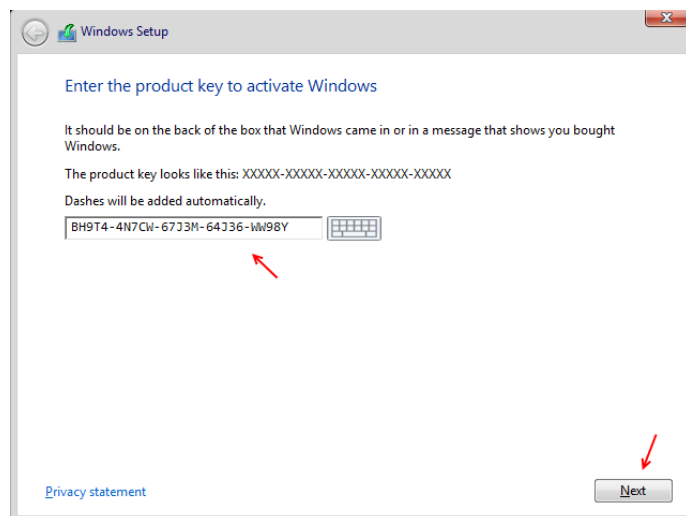 Windows Setup
Enter the product key to activate Windows
It should be on the back of the box that Windows came in or in a message that shows you bought
Windows.
The product key looks like this: XXXXX-XXXXX-XXXXX-XXXXX-XXXXX
Dashes will be added automatically.
BH9T4-4N7CW-67J3M-64J36-WW98Y
Privacy statement
Next